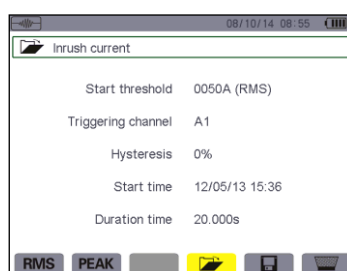 08/10/14 08:55
Inrush current
Start threshold 0050A (RMS)
Triggering channel A1
Hysteresis 0%
Start time 12/05/13 15:36
Duration time 20.000s
RMS PEAK